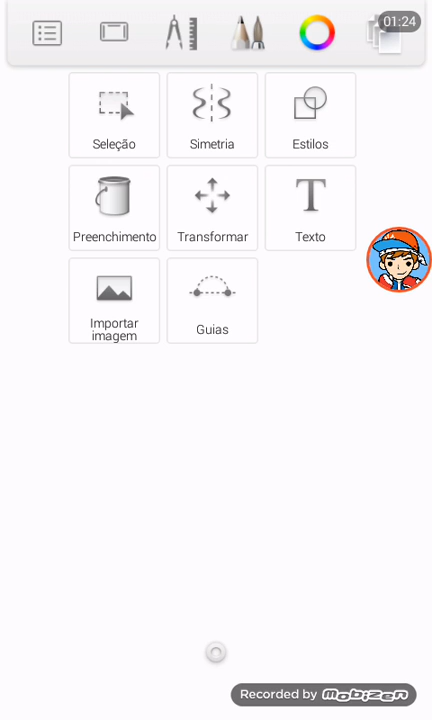 01:24
Seleção
Simetria
Estilos
Preenchimento
Transformar
T
Texto
Importar
imagem
Guias
Recorded by mobizen